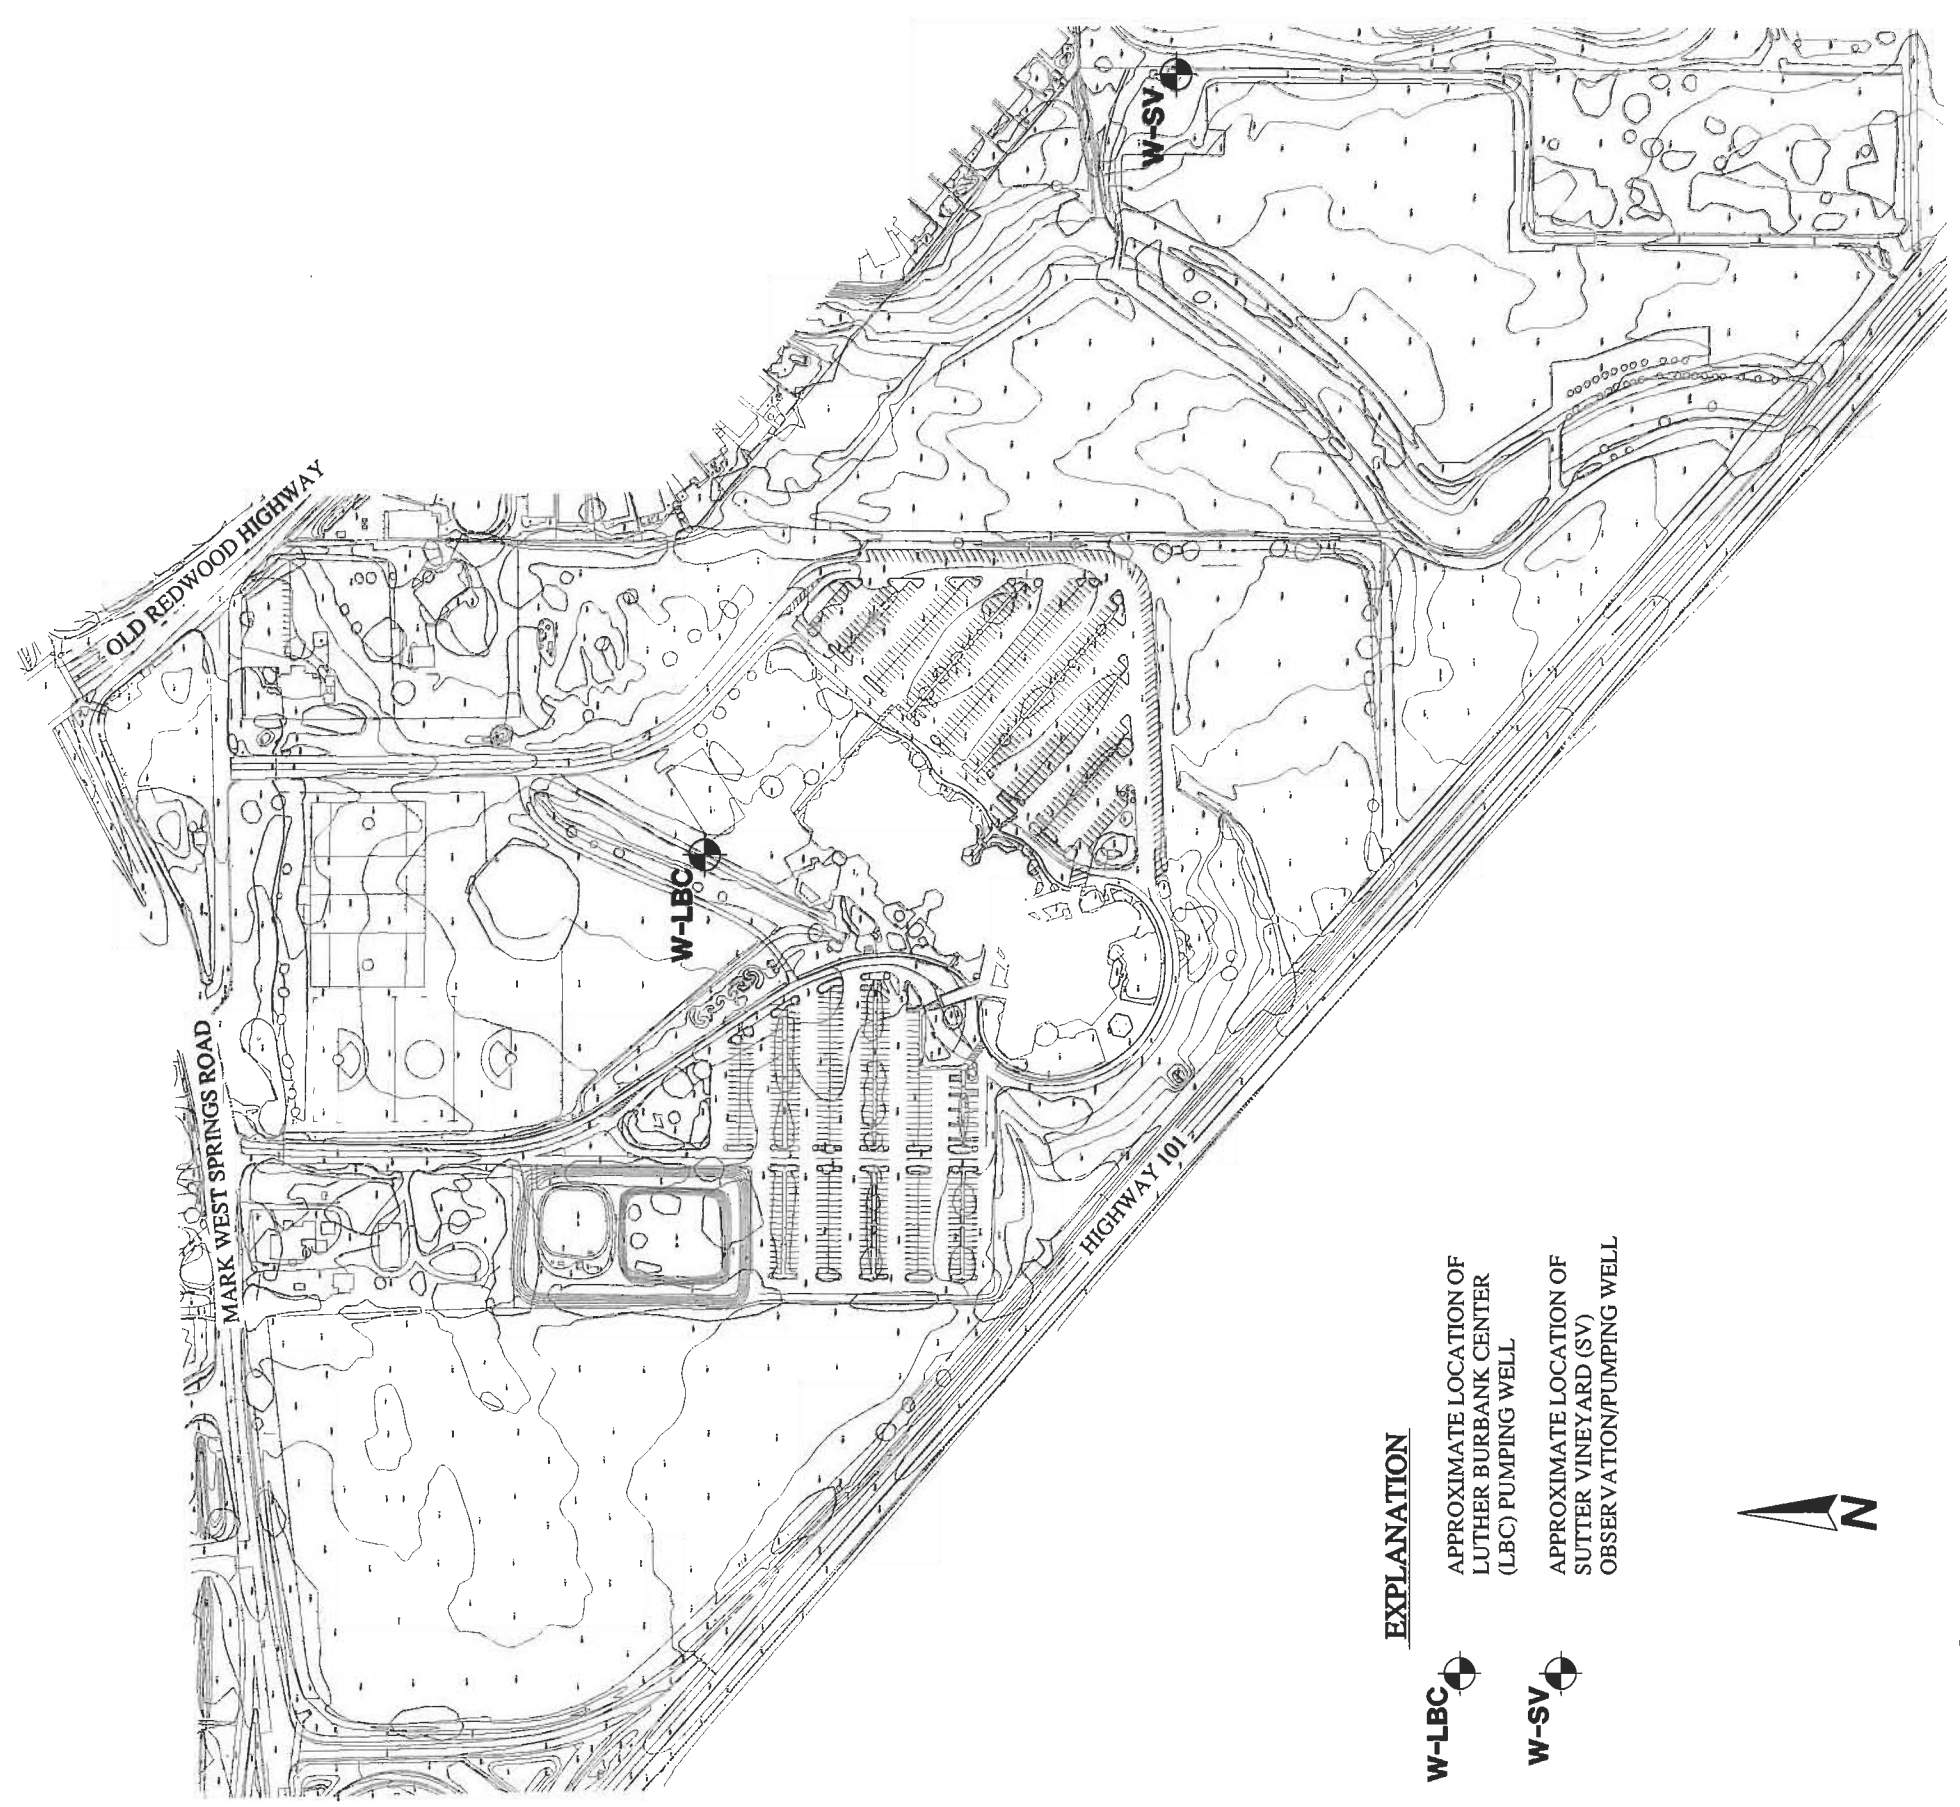 OLD REDWOOD HIGHWAY
MARK WEST SPRINGS ROAD
W-LBC
W-SV
HIGHWAY 101
EXPLANATION
W-LBC
APPROXIMATE LOCATION OF
LUTHER BURBANK CENTER
(LBC) PUMPING WELL
W-SV
APPROXIMATE LOCATION OF
SUTTER VINEYARD (SV)
OBSERVATION/PUMPING WELL
N